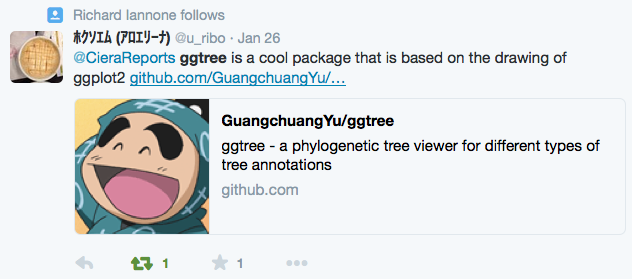 Richard Iannone follows
ホクソエム (アロエリーナ) @u_ribo · Jan 26
@CieraReports ggtree is a cool package that is based on the drawing of
ggplot2 github.com/GuangchuangYu/…
GuangchuangYu/ggtree
ggtree - a phylogenetic tree viewer for different types of
tree annotations
github.com
1 1